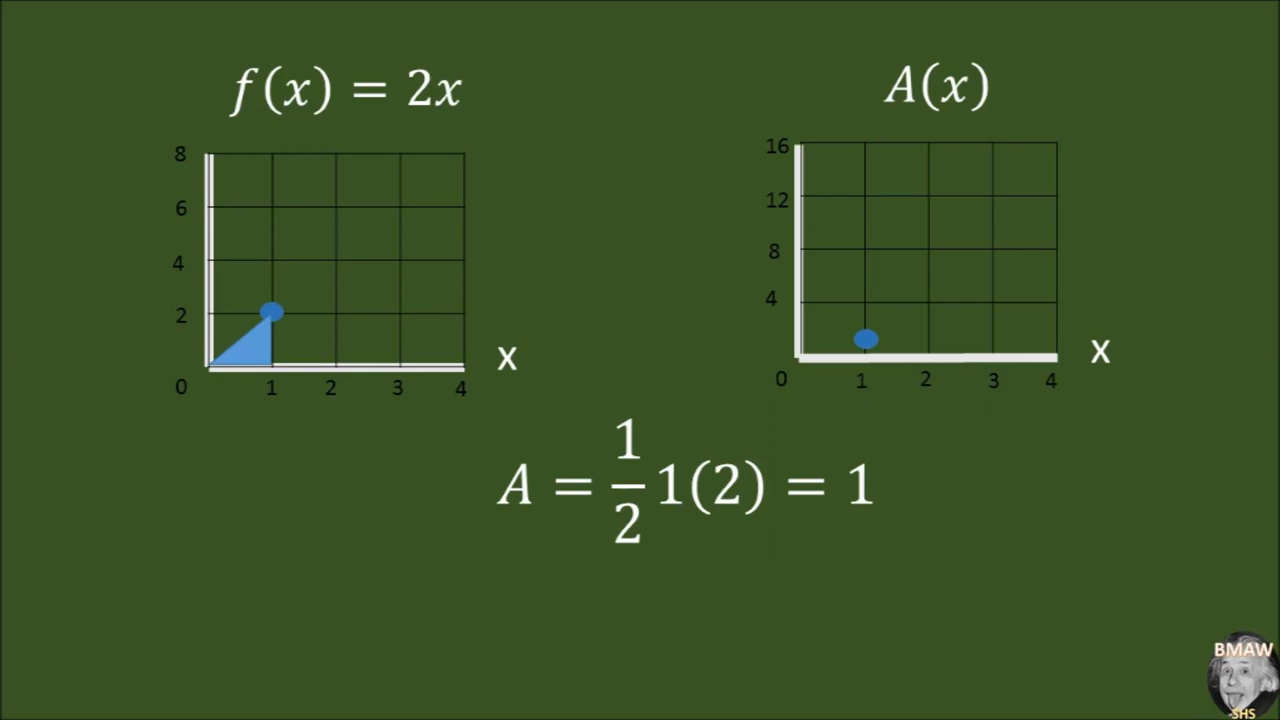 f(x) = 2x
A(x)
8
6
4
2
0 1 2 3 4
x
16
12
8
4
0 1 2 3 4
x
A = 1/2 1(2) = 1
BMAW
SHS